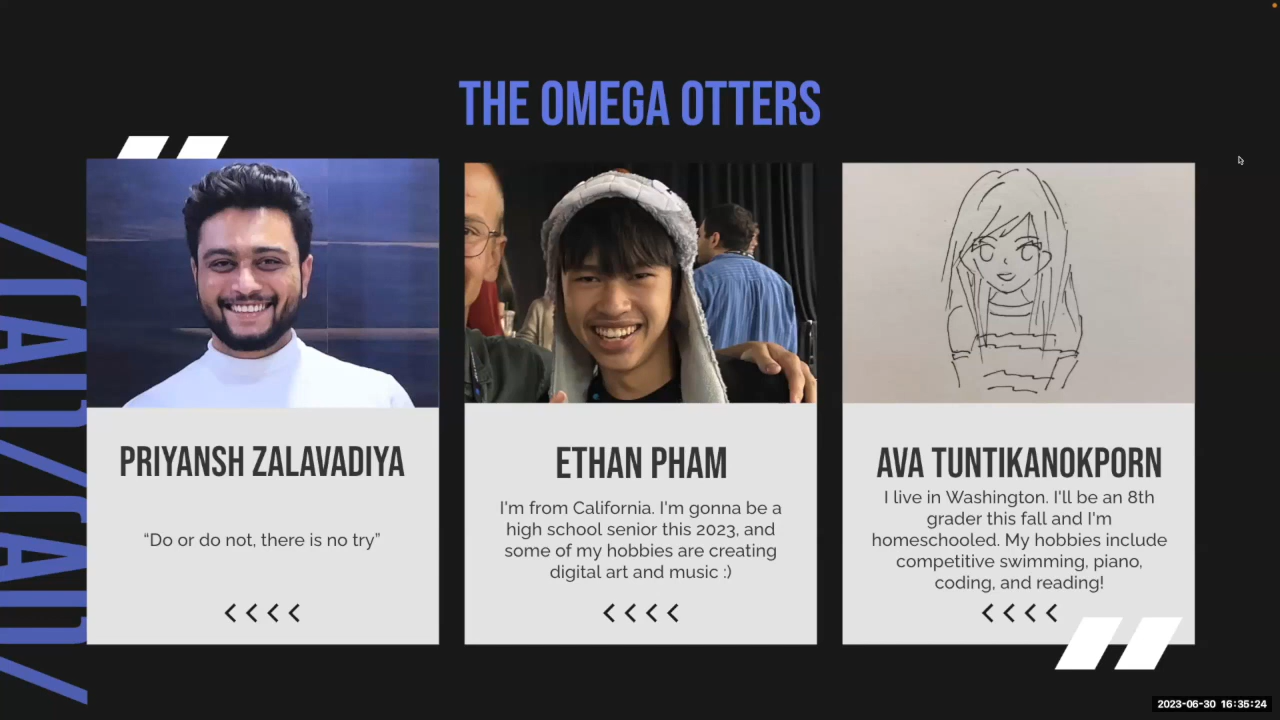 THE OMEGA OTTERS
PRIYANSH ZALAVADIYA
“Do or do not, there is no try”
ETHAN PHAM
I'm from California. I'm gonna be a
high school senior this 2023, and
some of my hobbies are creating
digital art and music :)
AVA TUNTIKANOKPORN
I live in Washington. I'll be an 8th
grader this fall and I'm
homeschooled. My hobbies include
competitive swimming, piano,
coding, and reading!
2023-06-30 16:35:24